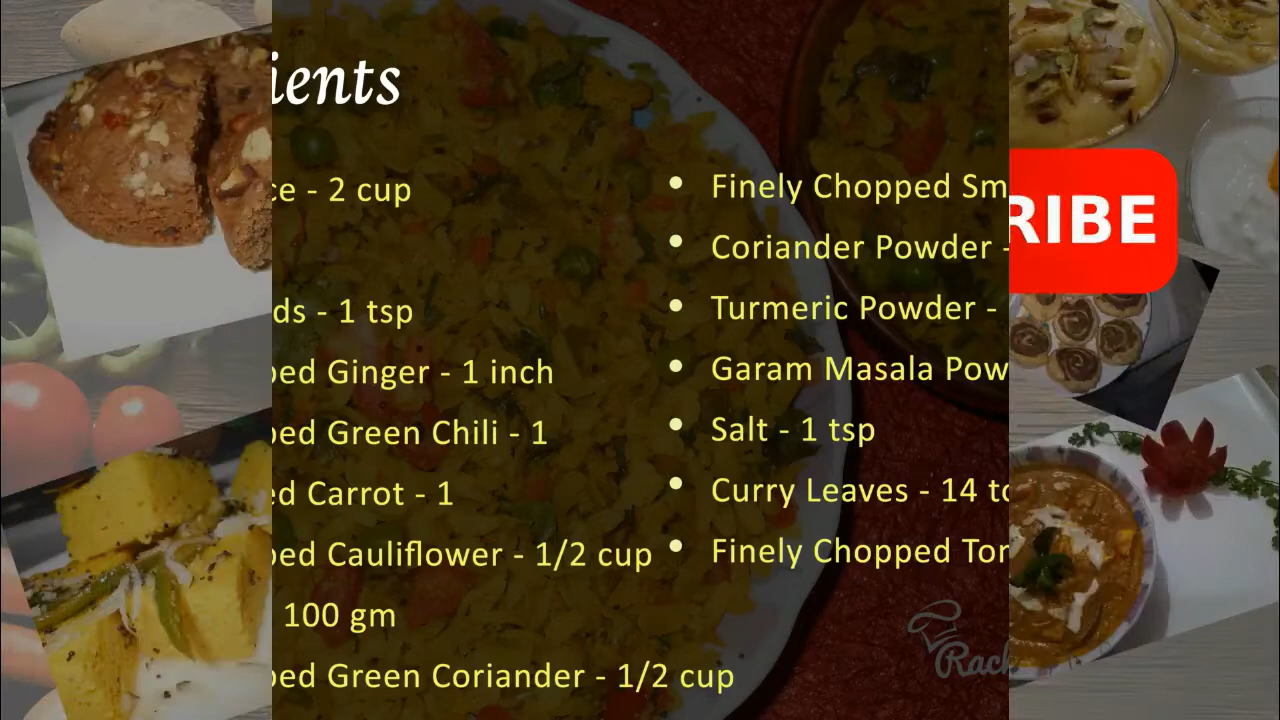 ients
ce - 2 cup
ds - 1 tsp
ped Ginger - 1 inch
ped Green Chili - 1
ed Carrot - 1
ped Cauliflower - 1/2 cup
100 gm
ped Green Coriander - 1/2 cup
Finely Chopped Sm
Coriander Powder -
Turmeric Powder -
Garam Masala Pow
Salt - 1 tsp
Curry Leaves - 14 to
Finely Chopped Tom
RIBE
Rach